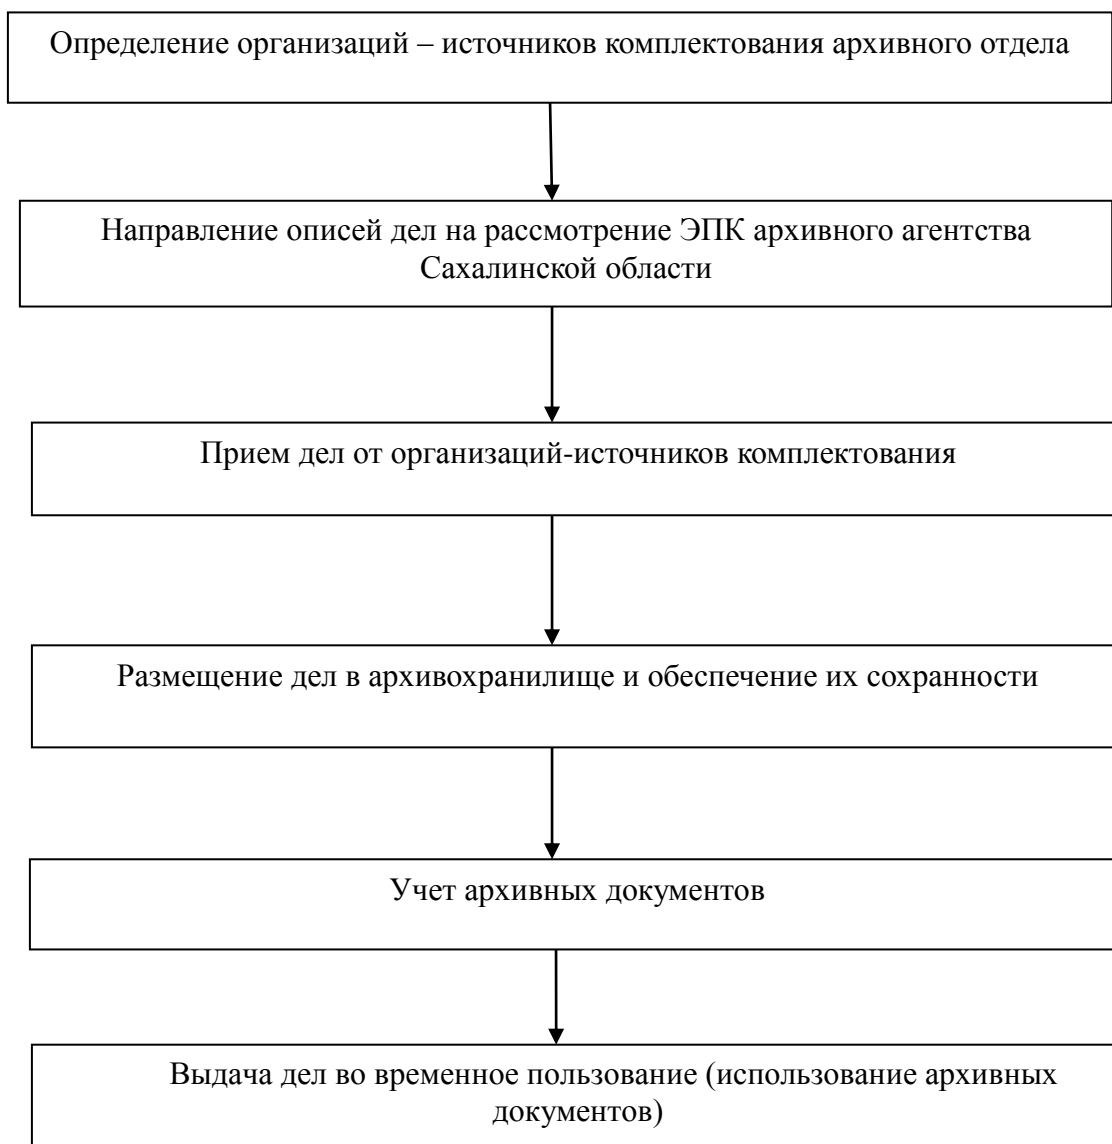 Определение организаций – источников комплектования архивного отдела
Направление описей дел на рассмотрение ЭПК архивного агентства
Сахалинской области
Прием дел от организаций-источников комплектования
Размещение дел в архивохранилище и обеспечение их сохранности
Учет архивных документов
Выдача дел во временное пользование (использование архивных
документов)